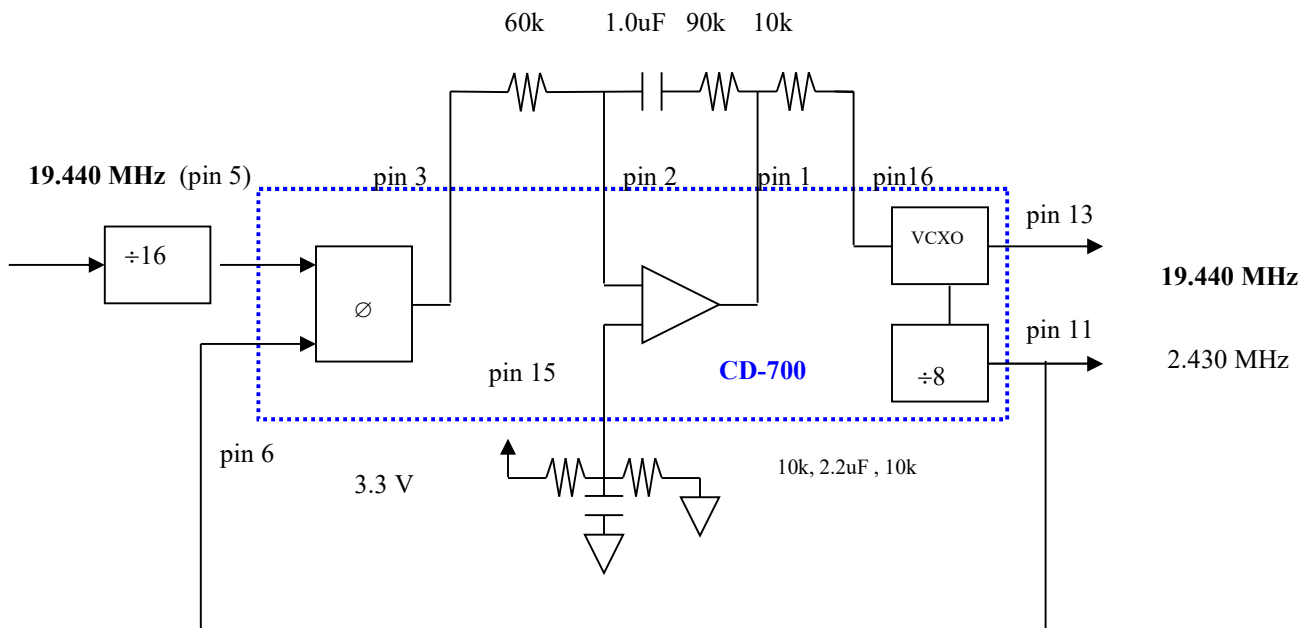 60k 1.0uF 90k 10k
19.440 MHz (pin 5)
pin 3
pin 2
pin 1
pin16
÷16
∅
VCXO
pin 13
19.440 MHz
pin 11
÷8
2.430 MHz
pin 15
CD-700
pin 6
3.3 V
10k, 2.2uF , 10k